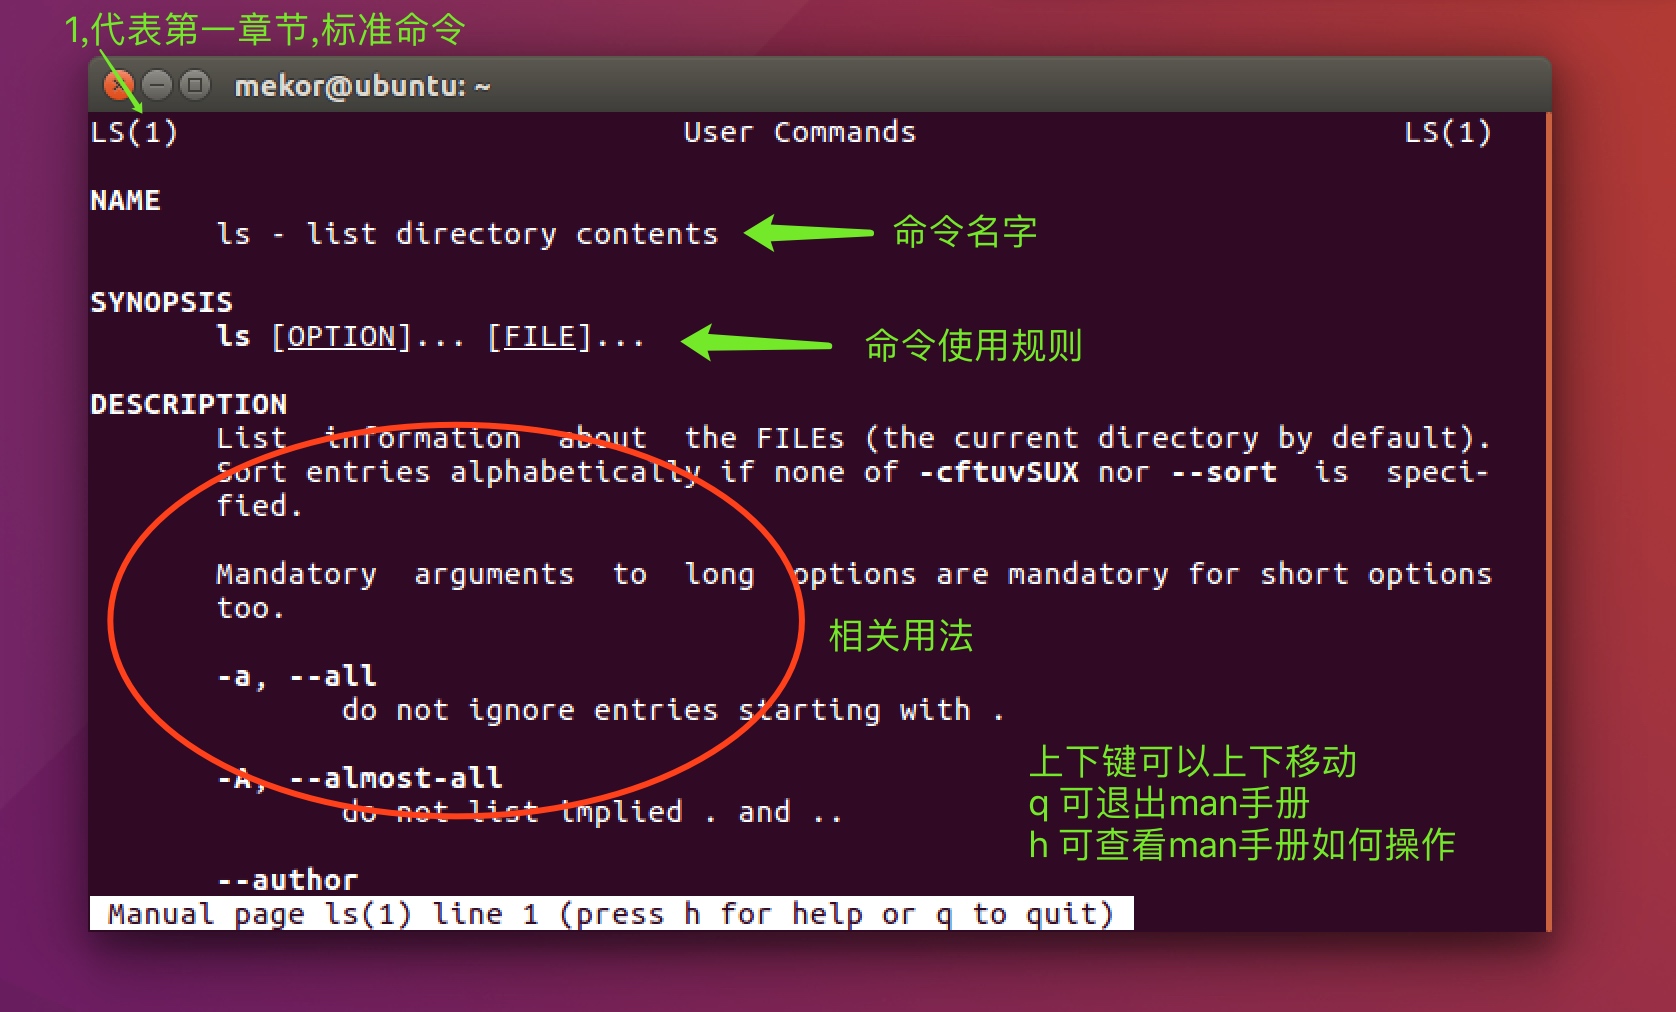 1,代表第一章节,标准命令
mekor@ubuntu: ~
LS(1) User Commands LS(1)
NAME
ls - list directory contents 命令名字
SYNOPSIS
ls [OPTION]... [FILE]... 命令使用规则
DESCRIPTION
List information about the FILEs (the current directory by default).
Sort entries alphabetically if none of -cftuvSUX nor --sort is speci-
fied.
Mandatory arguments to long options are mandatory for short options
too.
相关用法
-a, --all
do not ignore entries starting with .
上下键可以上下移动
-A, --almost-all
q 可退出man手册
do not list implied . and ..
h 可查看man手册如何操作
--author
Manual page ls(1) line 1 (press h for help or q to quit)